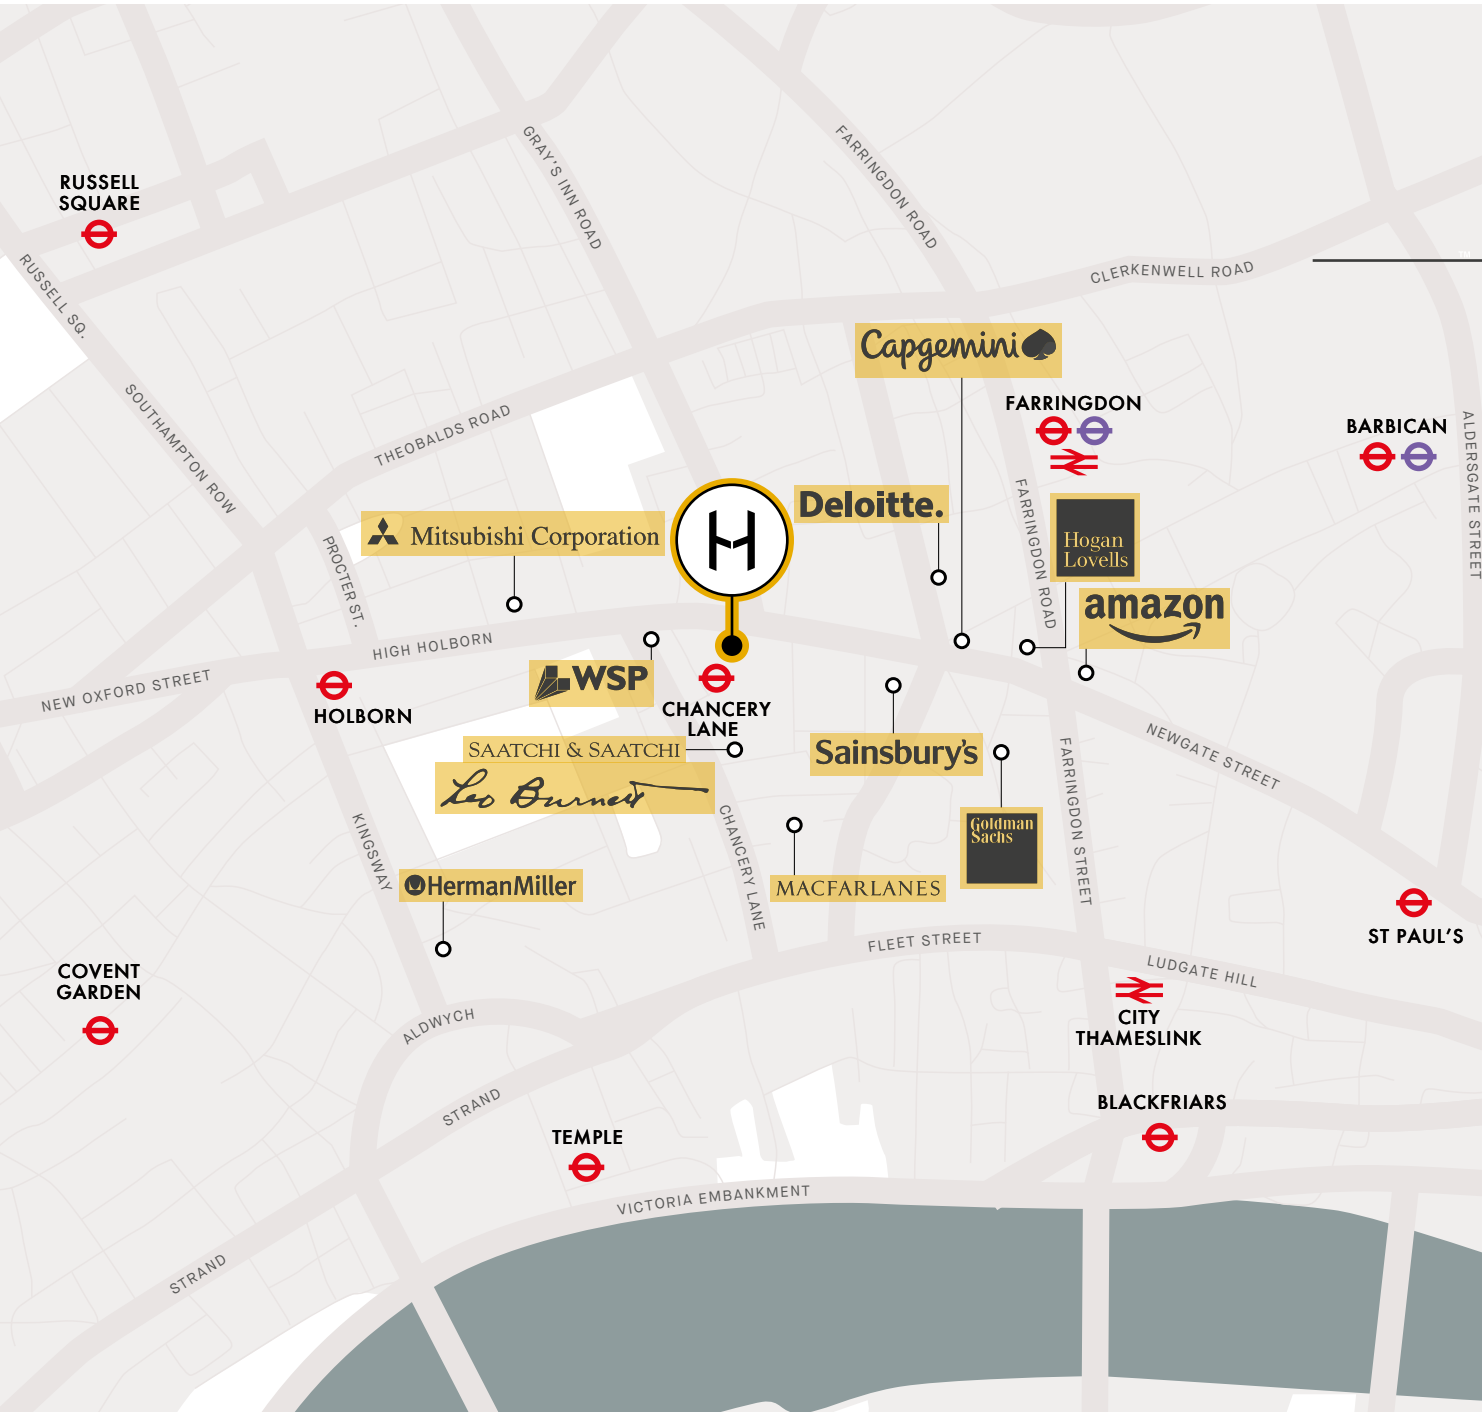 GRAY'S INN ROAD
FARRINGDON ROAD
RUSSELL
SQUARE
RUSSELL SQ.
CLERKENWELL ROAD
TM
Capgemini
SOUTHAMPTON ROW
THEOBALDS ROAD
FARRINGDON
BARBICAN
ALDERSGATE STREET
Deloitte.
FARRINGDON ROAD
Hogan
Lovells
Mitsubishi Corporation
H
PROCTER ST.
amazon
HIGH HOLBORN
NEW OXFORD STREET
HOLBORN
WSP
CHANCERY
LANE
SAATCHI & SAATCHI
Leo Burnett
Sainsbury's
NEWGATE STREET
FARRINGDON STREET
Goldman
Sachs
KINGSWAY
CHANCERY LANE
HermanMiller
MACFARLANES
ST PAUL'S
FLEET STREET
LUDGATE HILL
COVENT
GARDEN
ALDWYCH
CITY
THAMESLINK
STRAND
BLACKFRIARS
TEMPLE
VICTORIA EMBANKMENT
STRAND